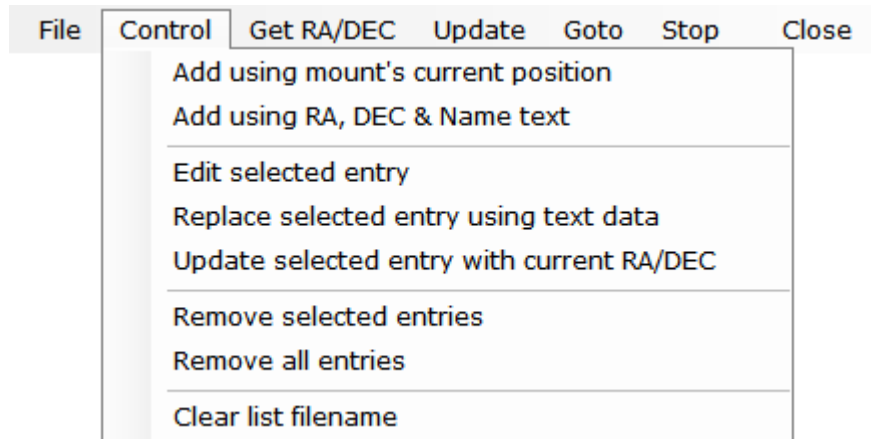 File Control Get RA/DEC Update Goto Stop Close
Add using mount's current position
Add using RA, DEC & Name text
Edit selected entry
Replace selected entry using text data
Update selected entry with current RA/DEC
Remove selected entries
Remove all entries
Clear list filename